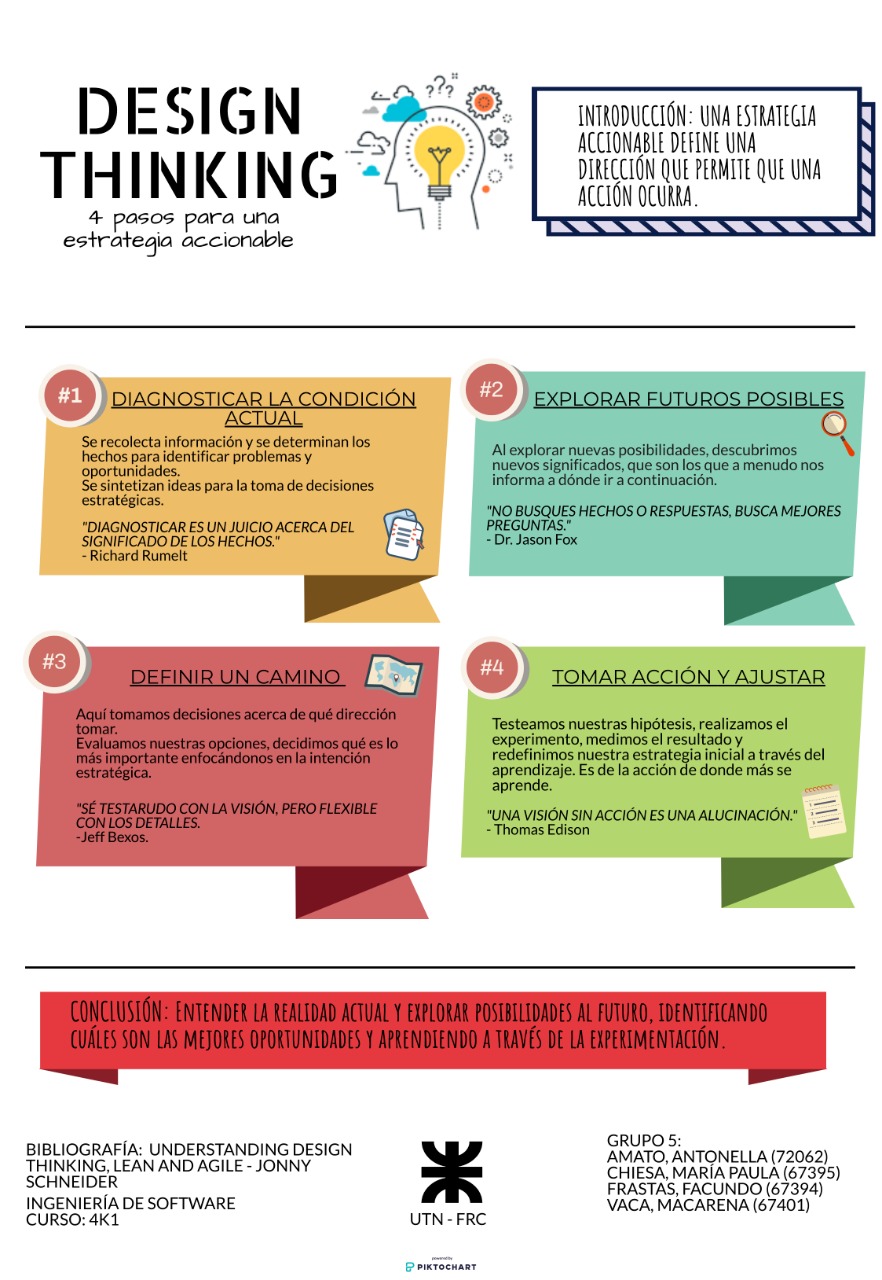 DESIGN
THINKING
4 pasos para una
estrategia accionable
???
INTRODUCCIÓN: UNA ESTRATEGIA
ACCIONABLE DEFINE UNA
DIRECCIÓN QUE PERMITE QUE UNA
ACCIÓN OCURRA.
#1
DIAGNOSTICAR LA CONDICIÓN
ACTUAL
Se recolecta información y se determinan los
hechos para identificar problemas y
oportunidades.
Se sintetizan ideas para la toma de decisiones
estratégicas.
"DIAGNOSTICAR ES UN JUICIO ACERCA DEL
SIGNIFICADO DE LOS HECHOS."
- Richard Rumelt
#2
EXPLORAR FUTUROS POSIBLES
Al explorar nuevas posibilidades, descubrimos
nuevos significados, que son los que a menudo nos
informa a dónde ir a continuación.
"NO BUSQUES HECHOS O RESPUESTAS, BUSCA MEJORES
PREGUNTAS."
- Dr. Jason Fox
#3
DEFINIR UN CAMINO
Aquí tomamos decisiones acerca de qué dirección
tomar.
Evaluamos nuestras opciones, decidimos qué es lo
más importante enfocándonos en la intención
estratégica.
"SÉ TESTARUDO CON LA VISIÓN, PERO FLEXIBLE
CON LOS DETALLES.
-Jeff Bexos.
#4
TOMAR ACCIÓN Y AJUSTAR
Testeamos nuestras hipótesis, realizamos el
experimento, medimos el resultado y
redefinimos nuestra estrategia inicial a través del
aprendizaje. Es de la acción de donde más se
aprende.
"UNA VISIÓN SIN ACCIÓN ES UNA ALUCINACIÓN."
- Thomas Edison
CONCLUSIÓN: ENTENDER LA REALIDAD ACTUAL Y EXPLORAR POSIBILIDADES AL FUTURO, IDENTIFICANDO
CUÁLES SON LAS MEJORES OPORTUNIDADES Y APRENDIENDO A TRAVÉS DE LA EXPERIMENTACIÓN.
BIBLIOGRAFÍA: UNDERSTANDING DESIGN
THINKING, LEAN AND AGILE - JONNY
SCHNEIDER
INGENIERÍA DE SOFTWARE
CURSO: 4K1
UTN - FRC
GRUPO 5:
AMATO, ANTONELLA (72062)
CHIESA, MARÍA PAULA (67395)
FRASTAS, FACUNDO (67394)
VACA, MACARENA (67401)
powered by
PIKTOCHART